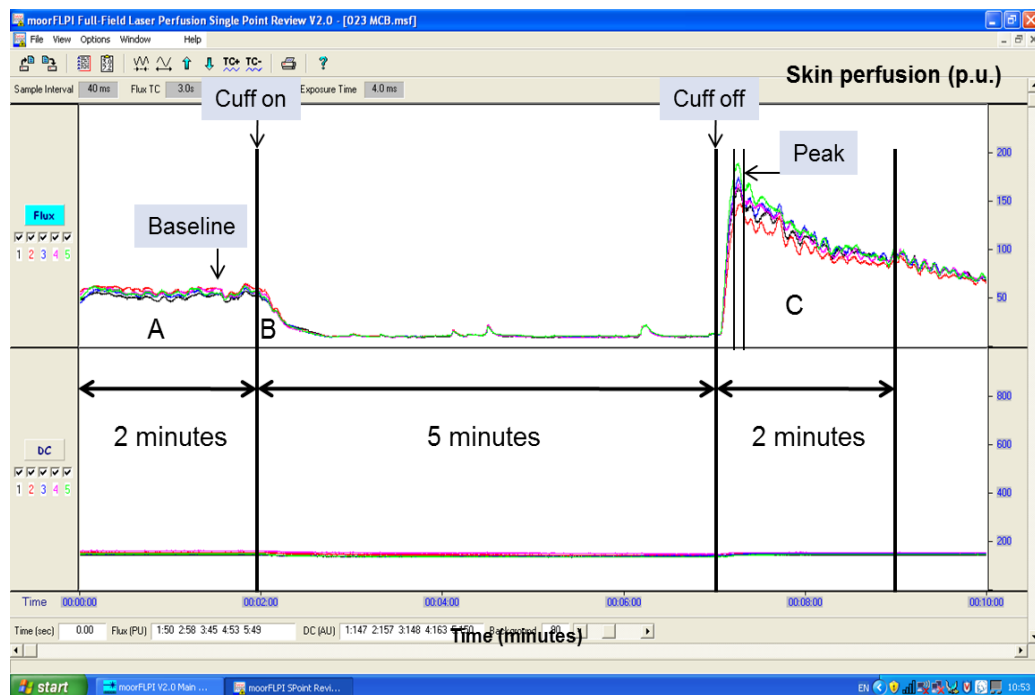 moorFLPI Full-Field Laser Perfusion Single Point Review V2.0 - [023 MCB.msf]
File View Options Window Help
TC+ TC-
Skin perfusion (p.u.)
Sample Interval 40 ms Flux TC 3.0s Exposure Time 4.0 ms
Cuff on
Cuff off
Peak
Baseline
Flux
1 2 3 4 5
A
B
C
200
150
100
50
2 minutes
5 minutes
2 minutes
DC
1 2 3 4 5
800
600
400
200
Time 00:00:00 00:02:00 00:04:00 00:06:00 00:08:00 00:10:00
Time (sec) 0.00 Flux (PU) 1:50 2:58 3:45 4:53 5:49 DC (AU) 1:147 2:157 3:148 4:163 5:150 Background 80
Time (minutes)
start moorFLPI V2.0 Main ... moorFLPI SPoint Revi... EN 10:53